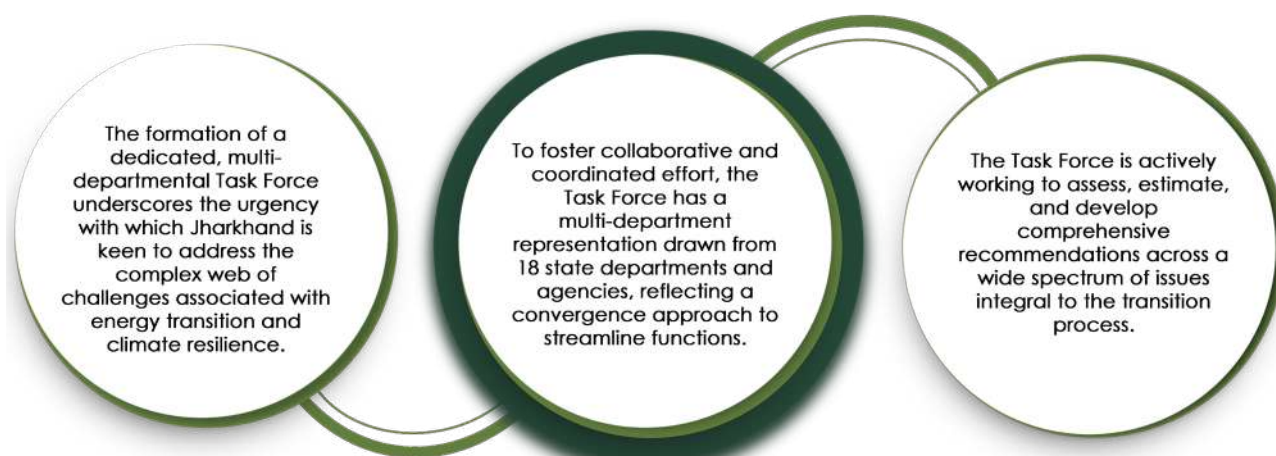 The formation of a
dedicated, multi-
departmental Task Force
underscores the urgency
with which Jharkhand is
keen to address the
complex web of
challenges associated with
energy transition and
climate resilience.
To foster collaborative and
coordinated effort, the
Task Force has a
multi-department
representation drawn from
18 state departments and
agencies, reflecting a
convergence approach to
streamline functions.
The Task Force is actively
working to assess, estimate,
and develop
comprehensive
recommendations across a
wide spectrum of issues
integral to the transition
process.